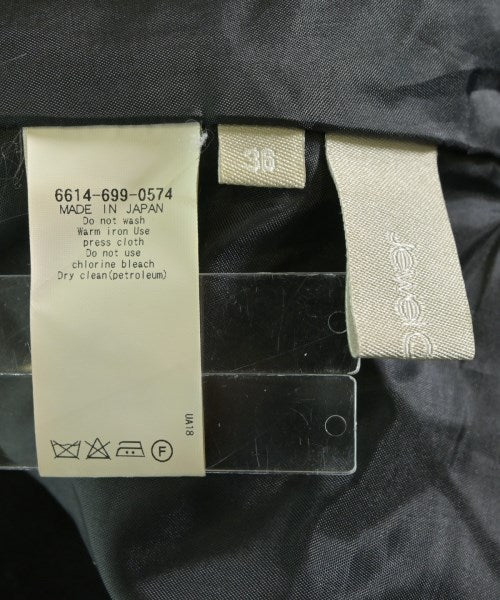 6614-699-0574
MADE IN JAPAN
Do not wash
Warm iron Use
press cloth
Do not use
chlorine bleach
Dry clean(petroleum)
UA18
F
36
Jewel